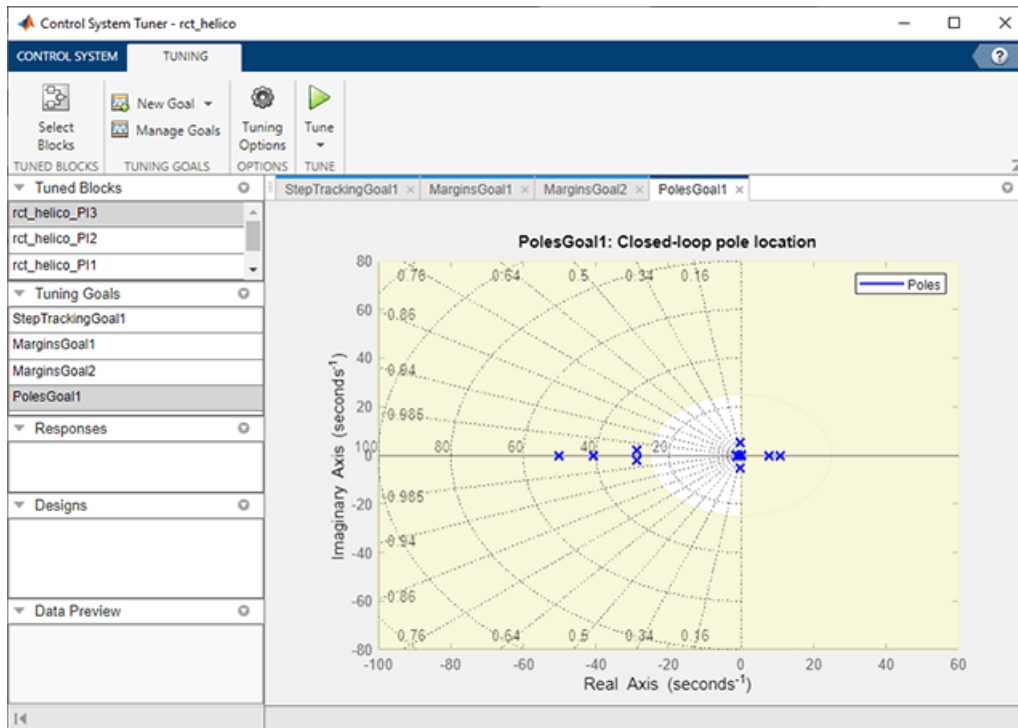 Control System Tuner - rct_helico
CONTROL SYSTEM TUNING
?
Select Blocks
New Goal
Manage Goals
Tuning Options
Tune
TUNED BLOCKS TUNING GOALS OPTIONS TUNE
Tuned Blocks
rct_helico_PI3
rct_helico_PI2
rct_helico_PI1
Tuning Goals
StepTrackingGoal1
MarginsGoal1
MarginsGoal2
PolesGoal1
Responses
Designs
Data Preview
StepTrackingGoal1 × MarginsGoal1 × MarginsGoal2 × PolesGoal1 ×
PolesGoal1: Closed-loop pole location
Poles
Imaginary Axis (seconds⁻¹)
80
60
40
20
0
-20
-40
-60
-80
0.76 0.64 0.5 0.34 0.16
0.86
0.94
0.985
100 80 60 40 20
0.985
0.94
0.86
0.76 0.64 0.5 0.34 0.16
-100 -80 -60 -40 -20 0 20 40 60
Real Axis (seconds⁻¹)